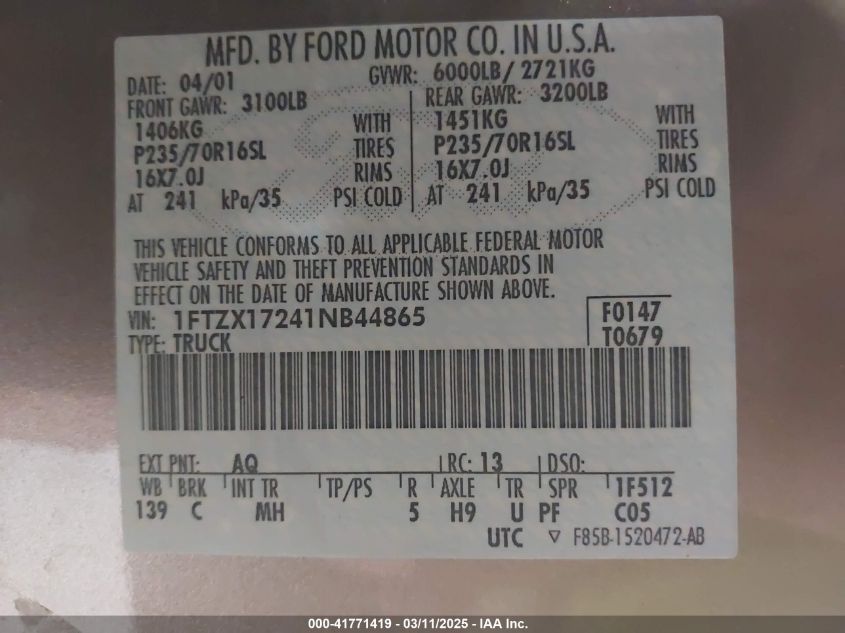 MFD. BY FORD MOTOR CO. IN U.S.A.
DATE: 04/01 GVWR: 6000LB/ 2721KG
FRONT GAWR: 3100LB REAR GAWR: 3200LB
1406KG WITH 1451KG WITH
P235/70R16SL TIRES P235/70R16SL TIRES
16X7.0J RIMS 16X7.0J RIMS
AT 241 kPa/35 PSI COLD AT 241 kPa/35 PSI COLD
THIS VEHICLE CONFORMS TO ALL APPLICABLE FEDERAL MOTOR
VEHICLE SAFETY AND THEFT PREVENTION STANDARDS IN
EFFECT ON THE DATE OF MANUFACTURE SHOWN ABOVE.
VIN: 1FTZX17241NB44865 F0147
TYPE: TRUCK T0679
EXT PNT: AQ RC: 13 DSO:
WB BRK INT TR TP/PS R AXLE TR SPR 1F512
139 C MH 5 H9 U PF C05
UTC ▽ F85B-1520472-AB
000-41771419 - 03/11/2025 - IAA Inc.